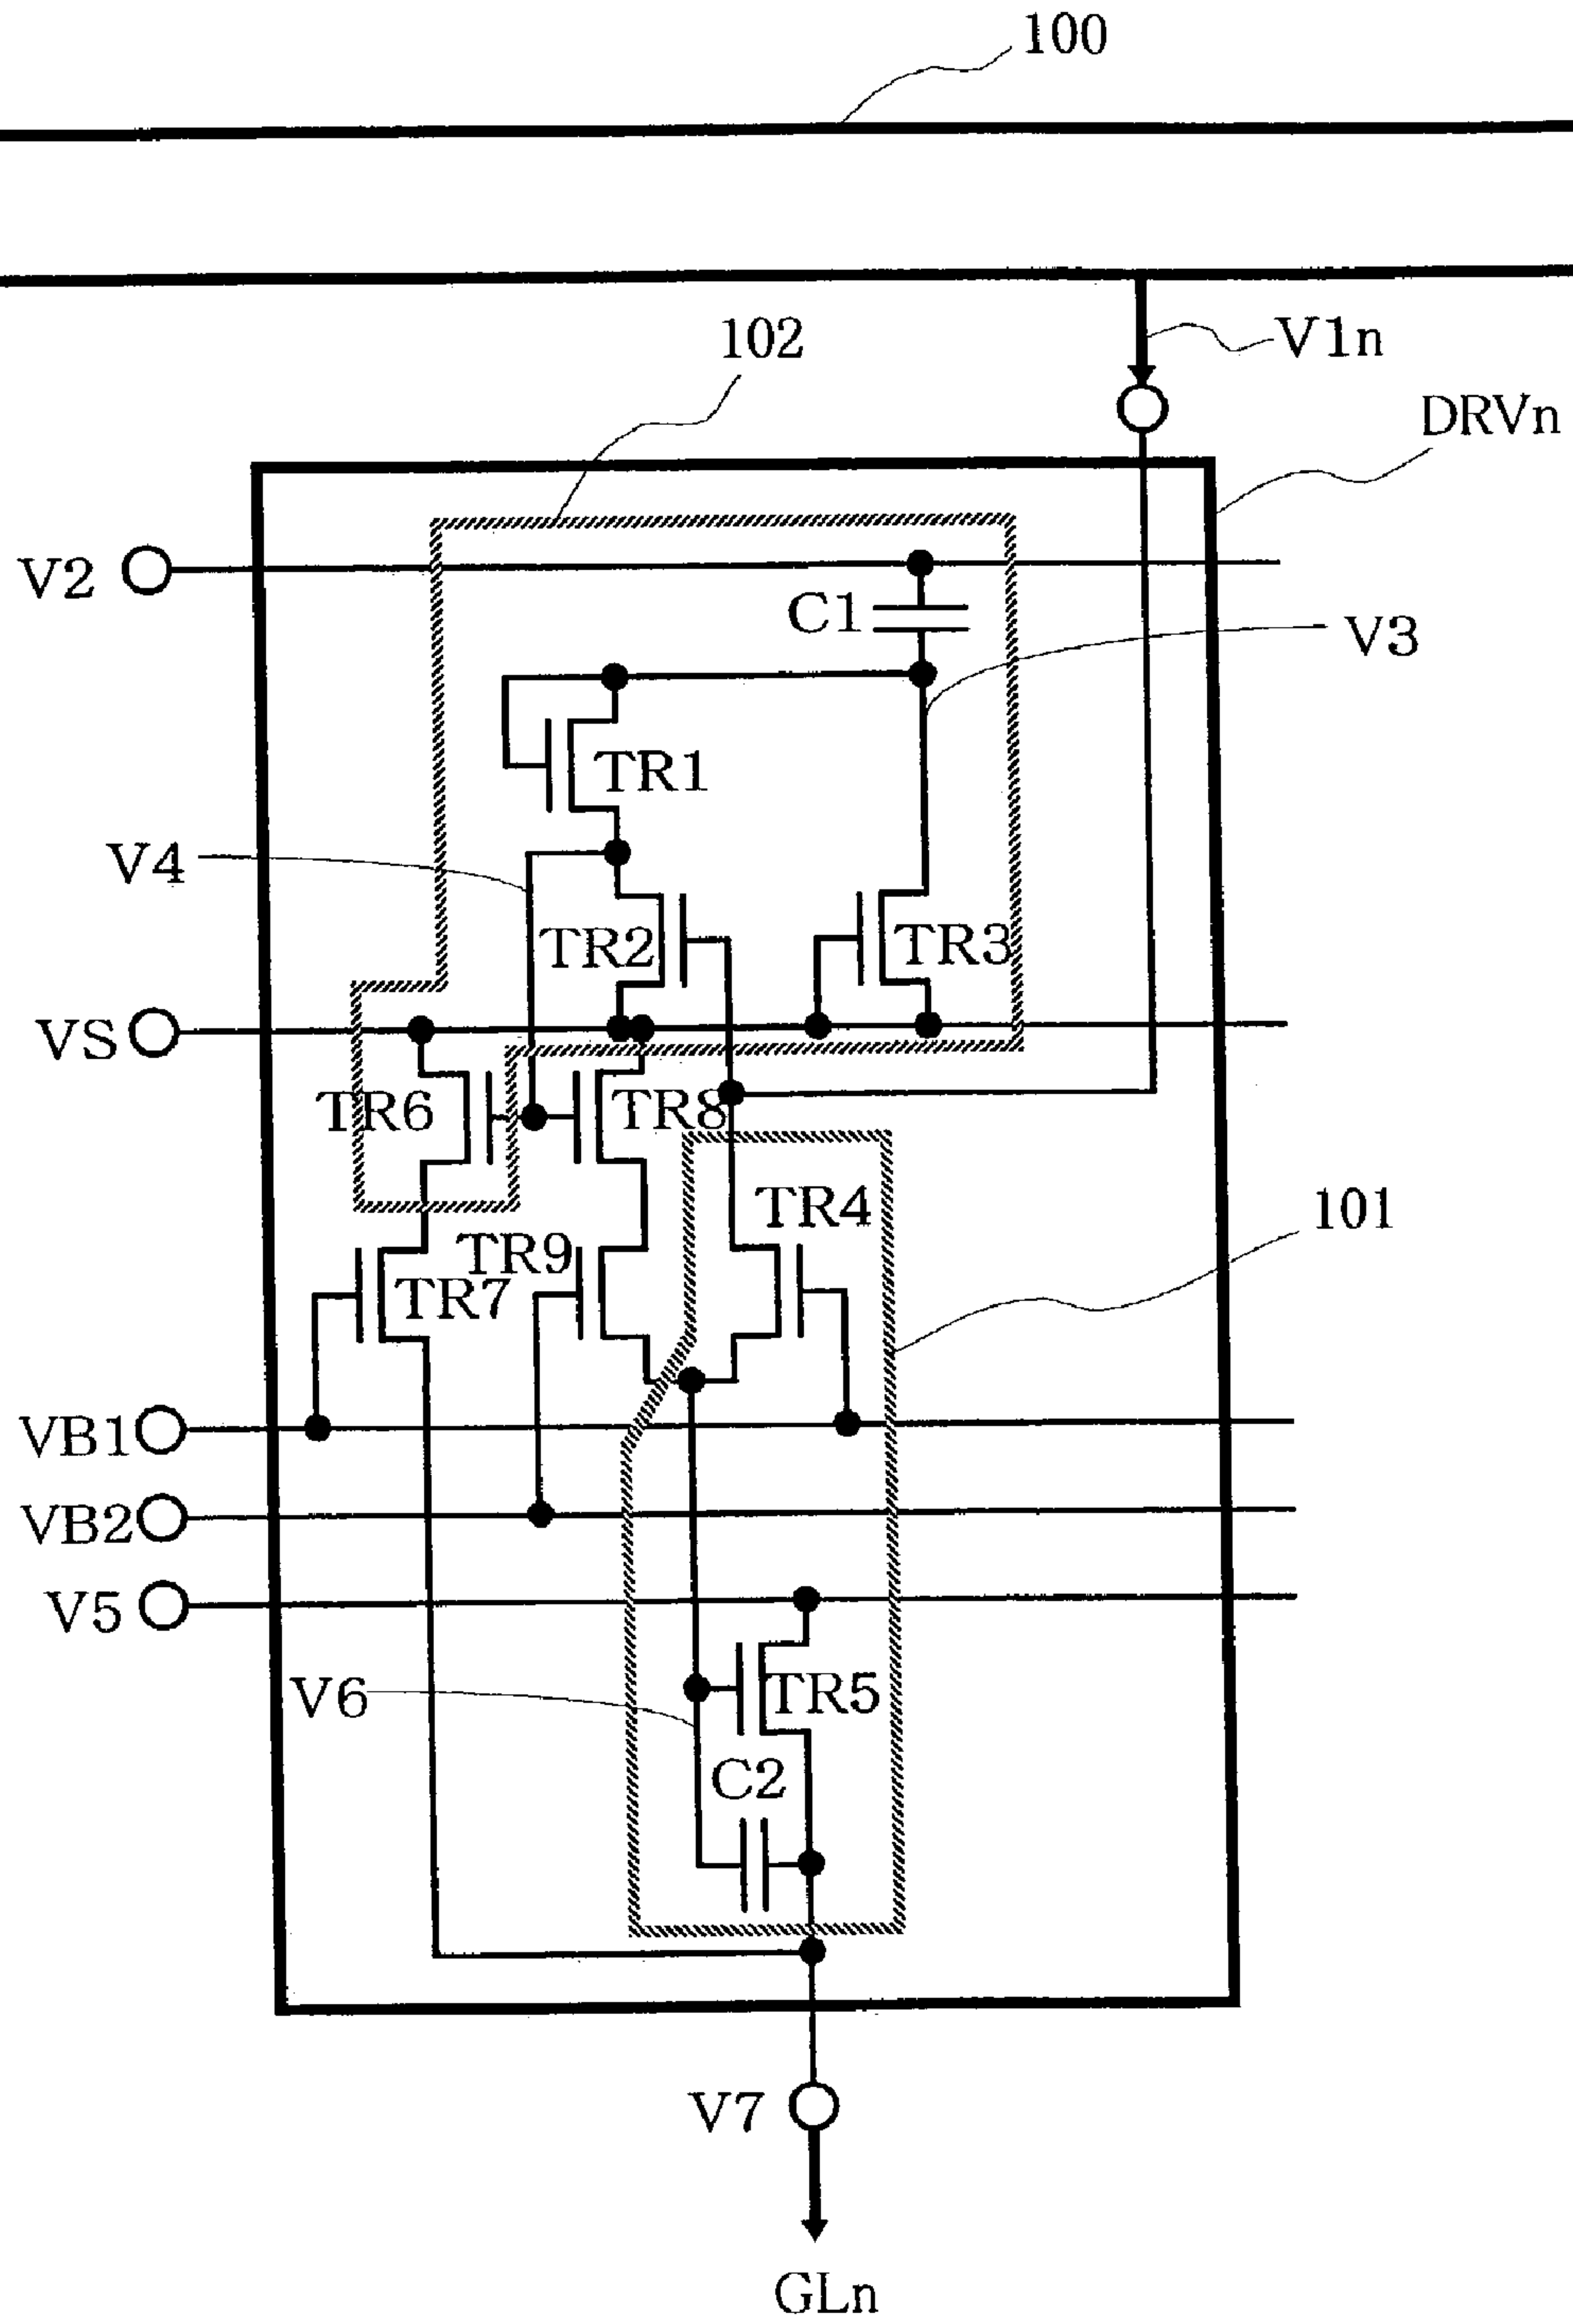 100
102
V1n
DRVn
V2
C1
V3
TR1
V4
TR2
TR3
VS
TR6
TR8
TR4
101
TR9
TR7
VB1
VB2
V5
V6
TR5
C2
V7
GLn